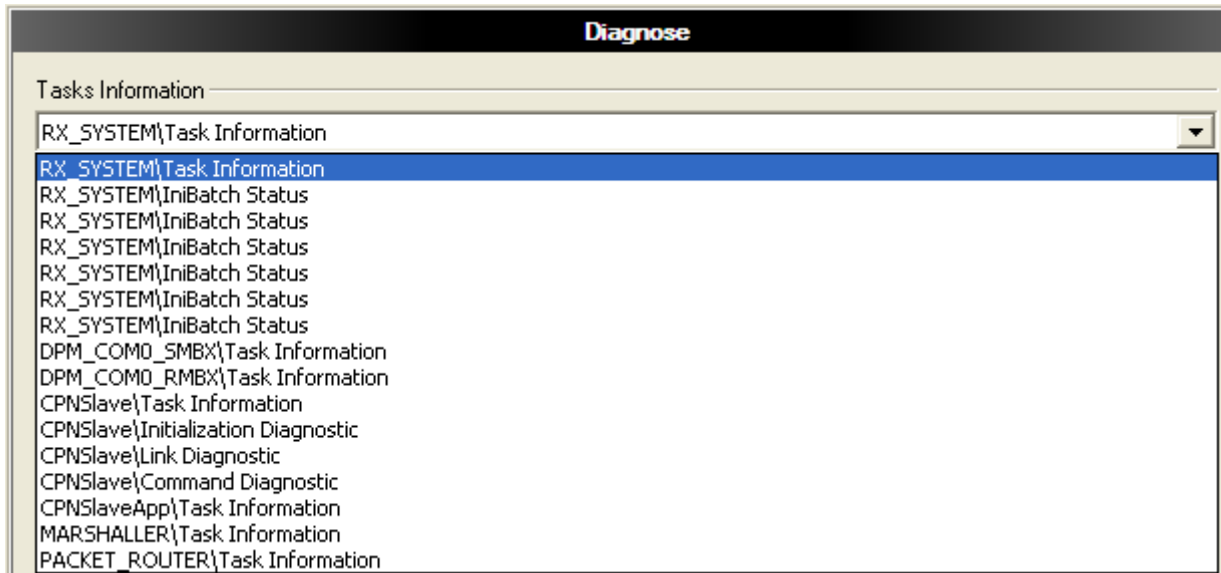 Diagnose
Tasks Information
RX_SYSTEM\Task Information
RX_SYSTEM\Task Information
RX_SYSTEM\IniBatch Status
RX_SYSTEM\IniBatch Status
RX_SYSTEM\IniBatch Status
RX_SYSTEM\IniBatch Status
RX_SYSTEM\IniBatch Status
RX_SYSTEM\IniBatch Status
DPM_COM0_SMBX\Task Information
DPM_COM0_RMBX\Task Information
CPNSlave\Task Information
CPNSlave\Initialization Diagnostic
CPNSlave\Link Diagnostic
CPNSlave\Command Diagnostic
CPNSlaveApp\Task Information
MARSHALLER\Task Information
PACKET_ROUTER\Task Information